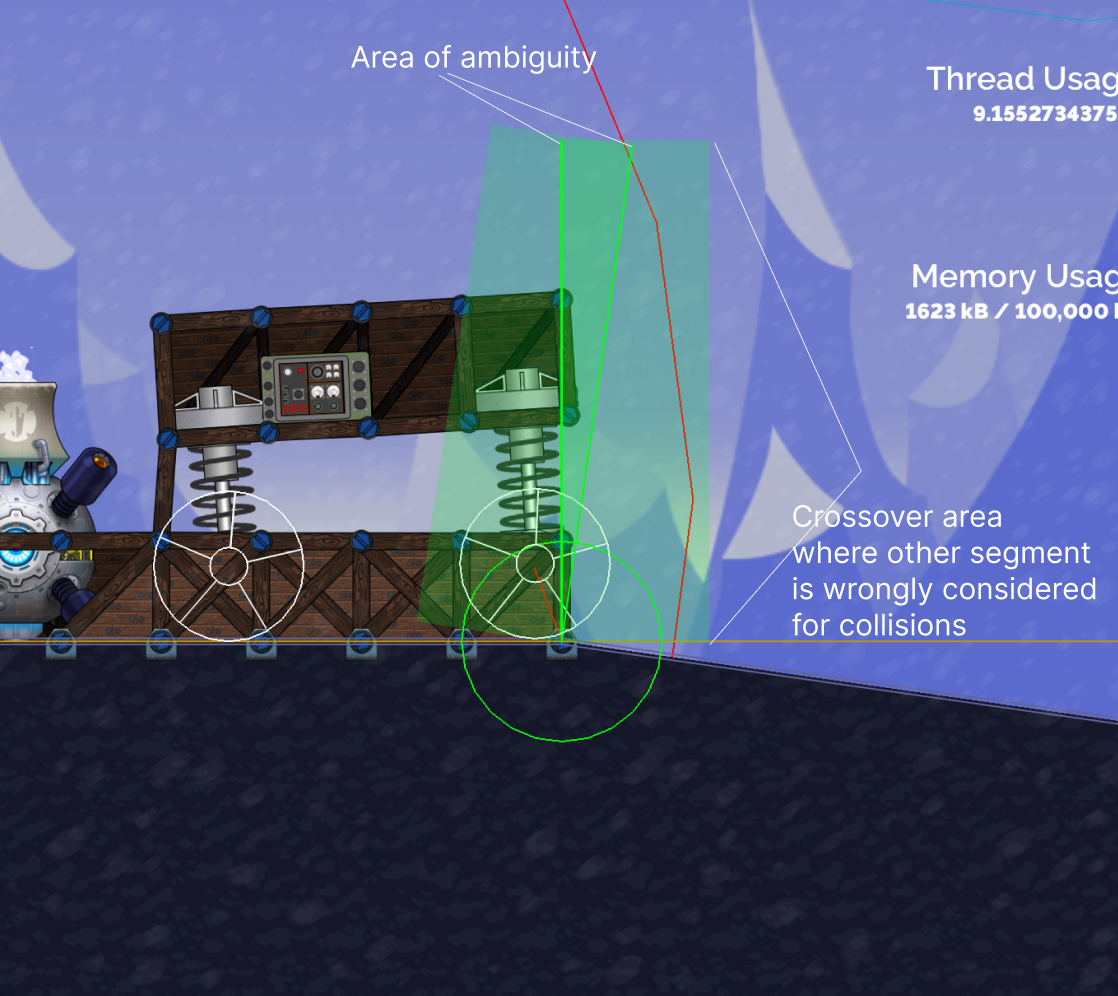 Area of ambiguity
Thread Usag
9.1552734375
Memory Usag
1623 kB / 100,000
Crossover area
where other segment
is wrongly considered
for collisions